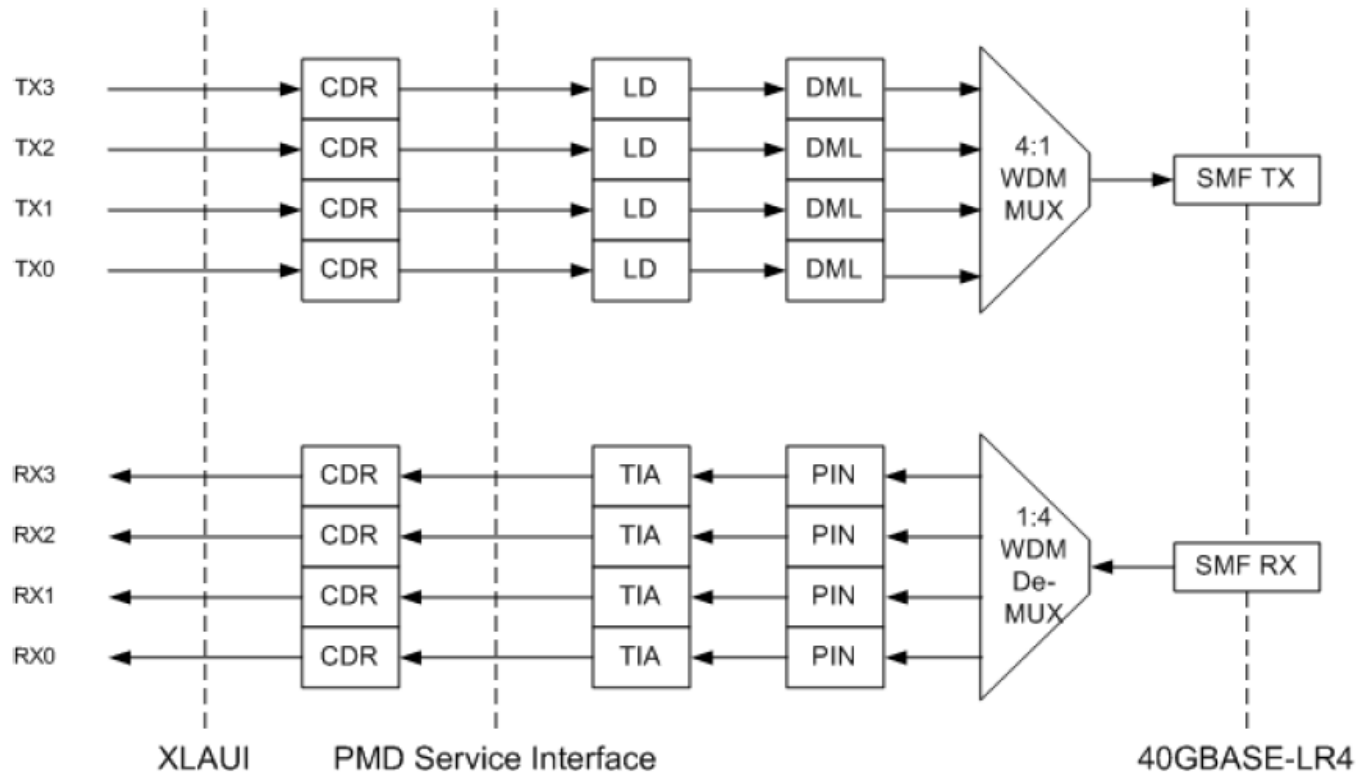 TX3 CDR LD DML
TX2 CDR LD DML
TX1 CDR LD DML
TX0 CDR LD DML
4:1
WDM
MUX
SMF TX
RX3 CDR TIA PIN
RX2 CDR TIA PIN
RX1 CDR TIA PIN
RX0 CDR TIA PIN
1:4
WDM
De-
MUX
SMF RX
XLAUI PMD Service Interface 40GBASE-LR4